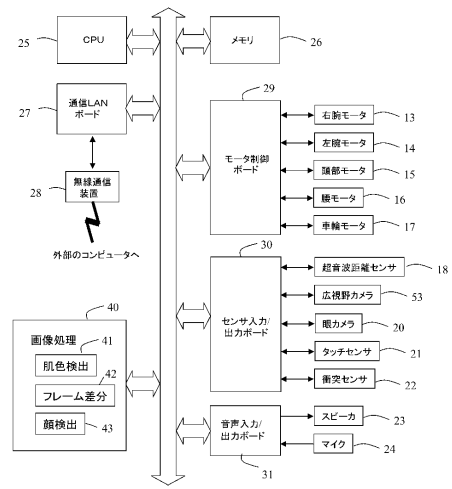 25
CPU
メモリ
26
27
通信LAN
ボード
28
無線通信
装置
外部のコンピュータへ
29
モータ制御
ボード
右腕モータ
13
左腕モータ
14
頭部モータ
15
腰モータ
16
車輪モータ
17
30
センサ入力/
出力ボード
超音波距離センサ
18
広視野カメラ
53
眼カメラ
20
タッチセンサ
21
衝突センサ
22
40
画像処理
41
肌色検出
42
フレーム差分
顔検出
43
音声入力/
出力ボード
31
スピーカ
23
マイク
24